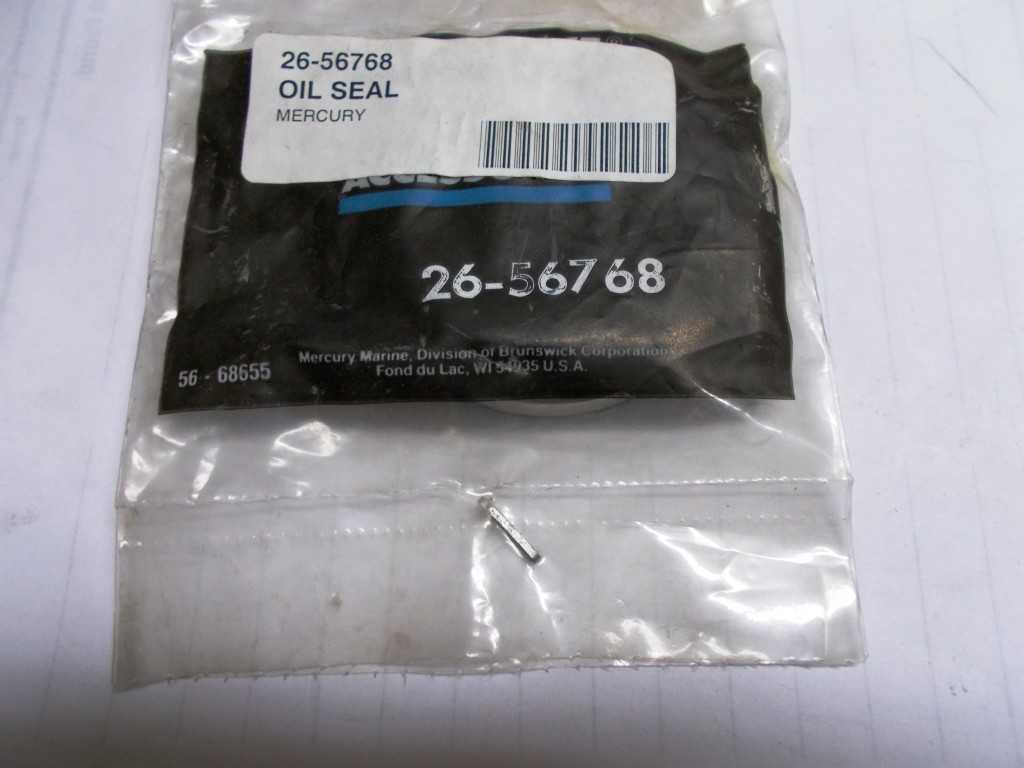 26-56768
OIL SEAL
MERCURY
26-56768
Mercury Marine, Division of Brunswick Corporation
56 - 68655
Fond du Lac, WI 54935 U.S.A.